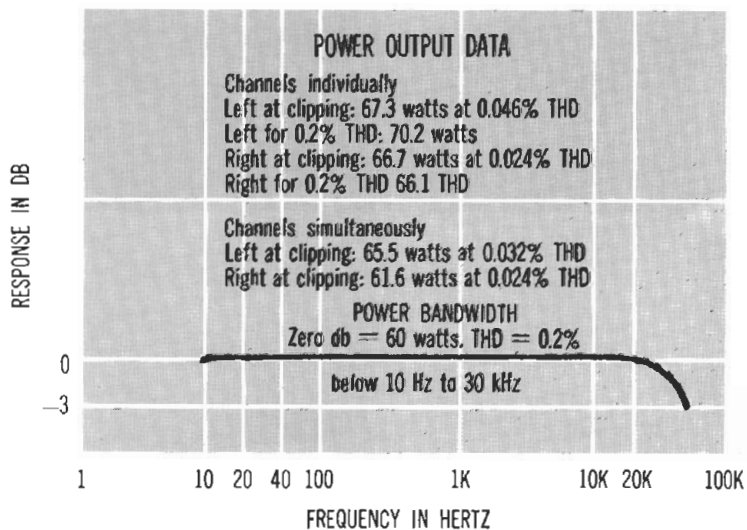 POWER OUTPUT DATA
Channels individually
Left at clipping: 67.3 watts at 0.046% THD
Left for 0.2% THD: 70.2 watts
Right at clipping: 66.7 watts at 0.024% THD
Right for 0.2% THD 66.1 THD
Channels simultaneously
Left at clipping: 65.5 watts at 0.032% THD
Right at clipping: 61.6 watts at 0.024% THD
POWER BANDWIDTH
Zero db = 60 watts. THD = 0.2%
below 10 Hz to 30 kHz
RESPONSE IN DB
0
−3
1 10 20 40 100 1K 10K 20K 100K
FREQUENCY IN HERTZ